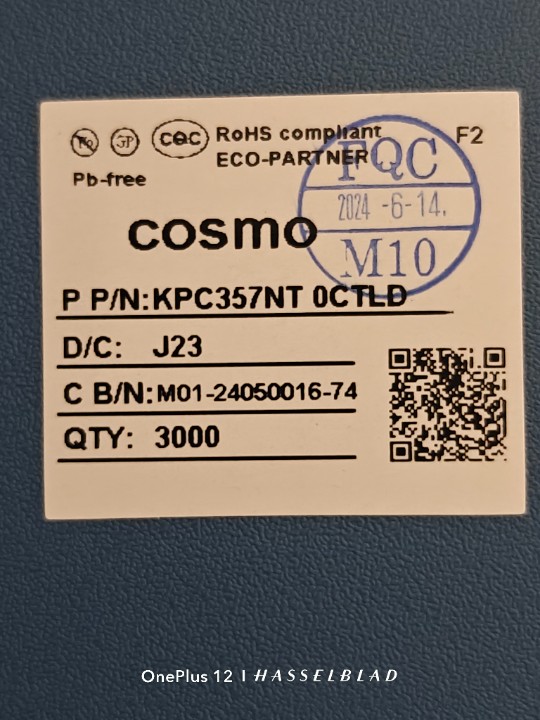 Pb GP CQC RoHS compliant F2
ECO-PARTNER
Pb-free
FQC
2024 -6-14.
M10
cosmo
P P/N:KPC357NT 0CTLD
D/C: J23
C B/N:M01-24050016-74
QTY: 3000
OnePlus 12 | HASSELBLAD